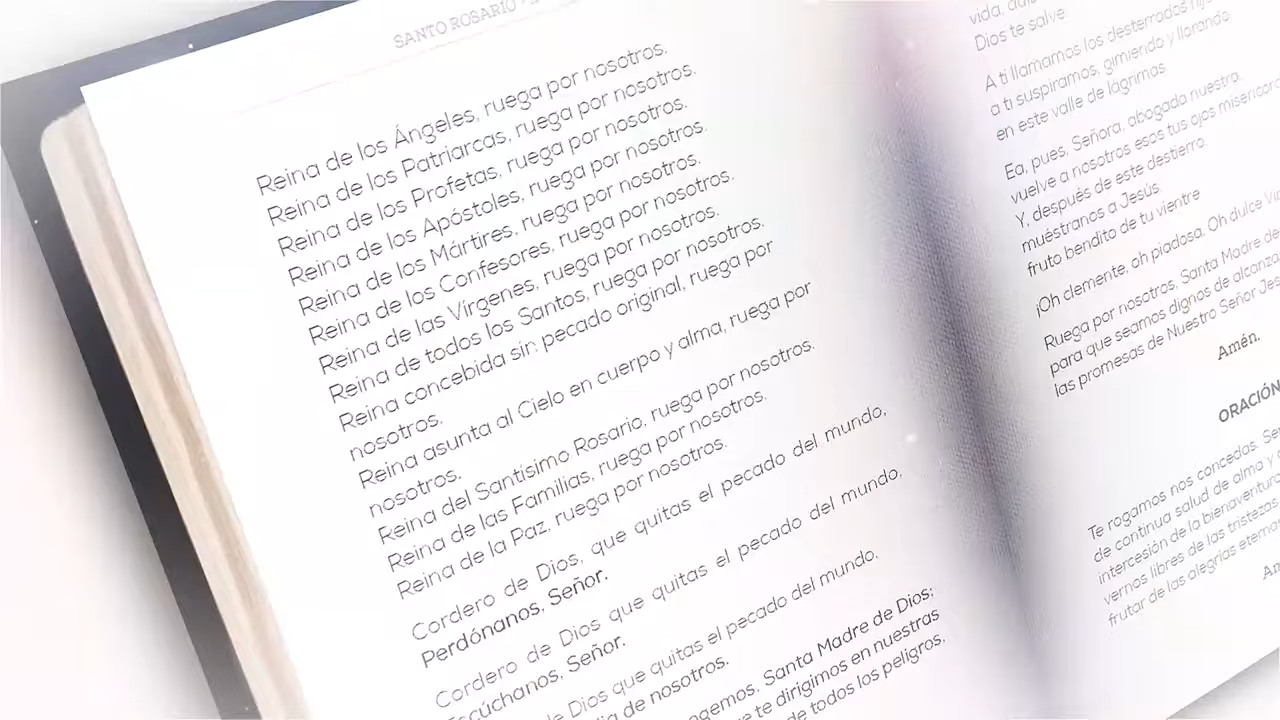 SANTO ROSARIO
Reina de los Ángeles, ruega por nosotros.
Reina de los Patriarcas, ruega por nosotros.
Reina de los Profetas, ruega por nosotros.
Reina de los Apóstoles, ruega por nosotros.
Reina de los Mártires, ruega por nosotros.
Reina de los Confesores, ruega por nosotros.
Reina de las Vírgenes, ruega por nosotros.
Reina de todos los Santos, ruega por nosotros.
Reina concebida sin pecado original, ruega por
nosotros.
Reina asunta al Cielo en cuerpo y alma, ruega por
nosotros.
Reina del Santisimo Rosario, ruega por nosotros.
Reina de las Familias, ruega por nosotros.
Reina de la Paz, ruega por nosotros.
Cordero de Dios, que quitas el pecado del mundo,
Perdónanos, Señor.
Cordero de Dios que quitas el pecado del mundo,
Escúchanos, Señor.
de Dios que quitas el pecado del mundo,
de nosotros.
Santa Madre de Dios;
te dirigimos en nuestras
de todos los peligros,
vida,
Dios te salve.
A ti llamamos los desterrados
a ti suspiramos, gimiendo y llorando,
en este valle de lágrimas.
Ea, pues, Señora, abogada nuestra,
vuelve a nosotros esos tus ojos
Y, después de este destierro,
muéstranos a Jesús,
fruto bendito de tu vientre
¡Oh clemente, oh piadosa, Oh dulce
Ruega por nosotros, Santa Madre de
para que seamos dignos de
las promesas de Nuestro Señor
Amén.
ORACIÓN
Te rogamos nos concedas,
de continua salud de alma y
intercesión de la
vernos libres de las tristezas
frutar de las alegrías